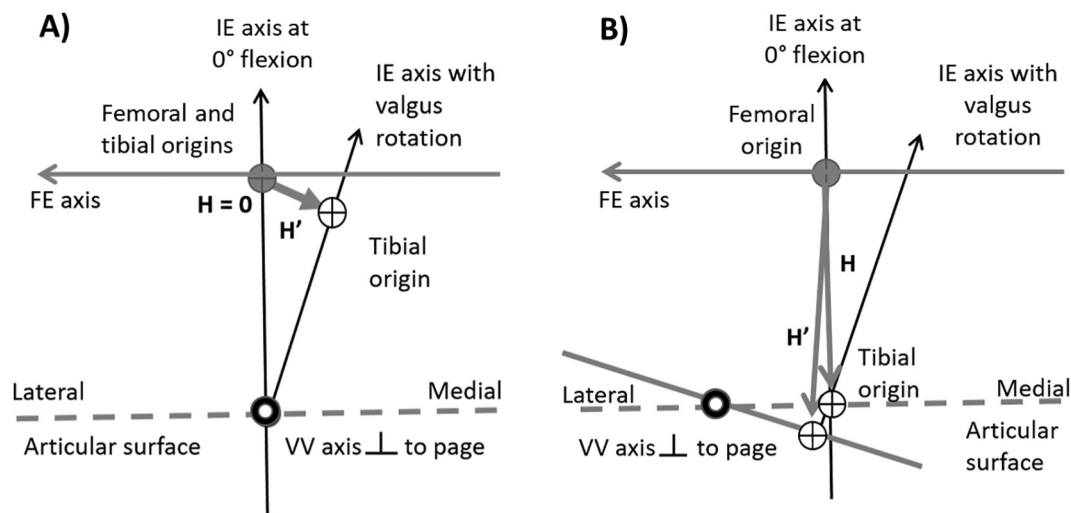 A)
IE axis at
0° flexion
IE axis with
valgus
rotation
Femoral and
tibial origins
FE axis
H = 0
H’
Tibial
origin
Lateral
Medial
Articular surface
VV axis ⊥ to page
B)
IE axis at
0° flexion
IE axis with
valgus
rotation
Femoral
origin
FE axis
H
H’
Tibial
origin
Lateral
Medial
VV axis ⊥ to page
Articular
surface